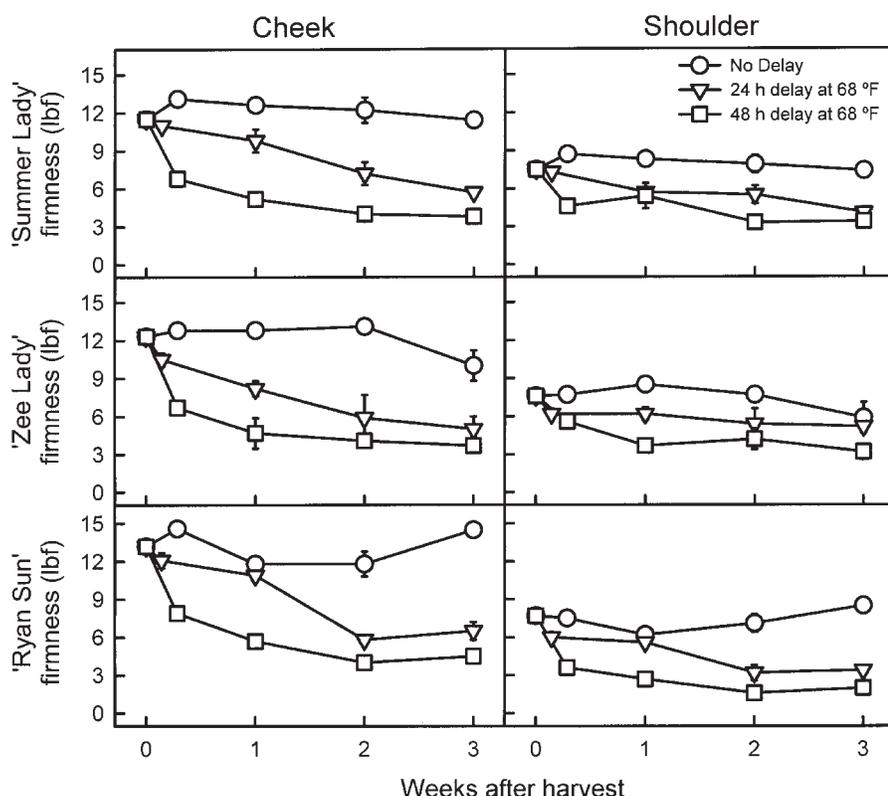 Cheek
Shoulder
No Delay
24 h delay at 68 ºF
48 h delay at 68 ºF
'Summer Lady'
firmness (lbf)
15
12
9
6
3
0
'Zee Lady'
firmness (lbf)
15
12
9
6
3
0
'Ryan Sun'
firmness (lbf)
15
12
9
6
3
0
0 1 2 3
0 1 2 3
Weeks after harvest